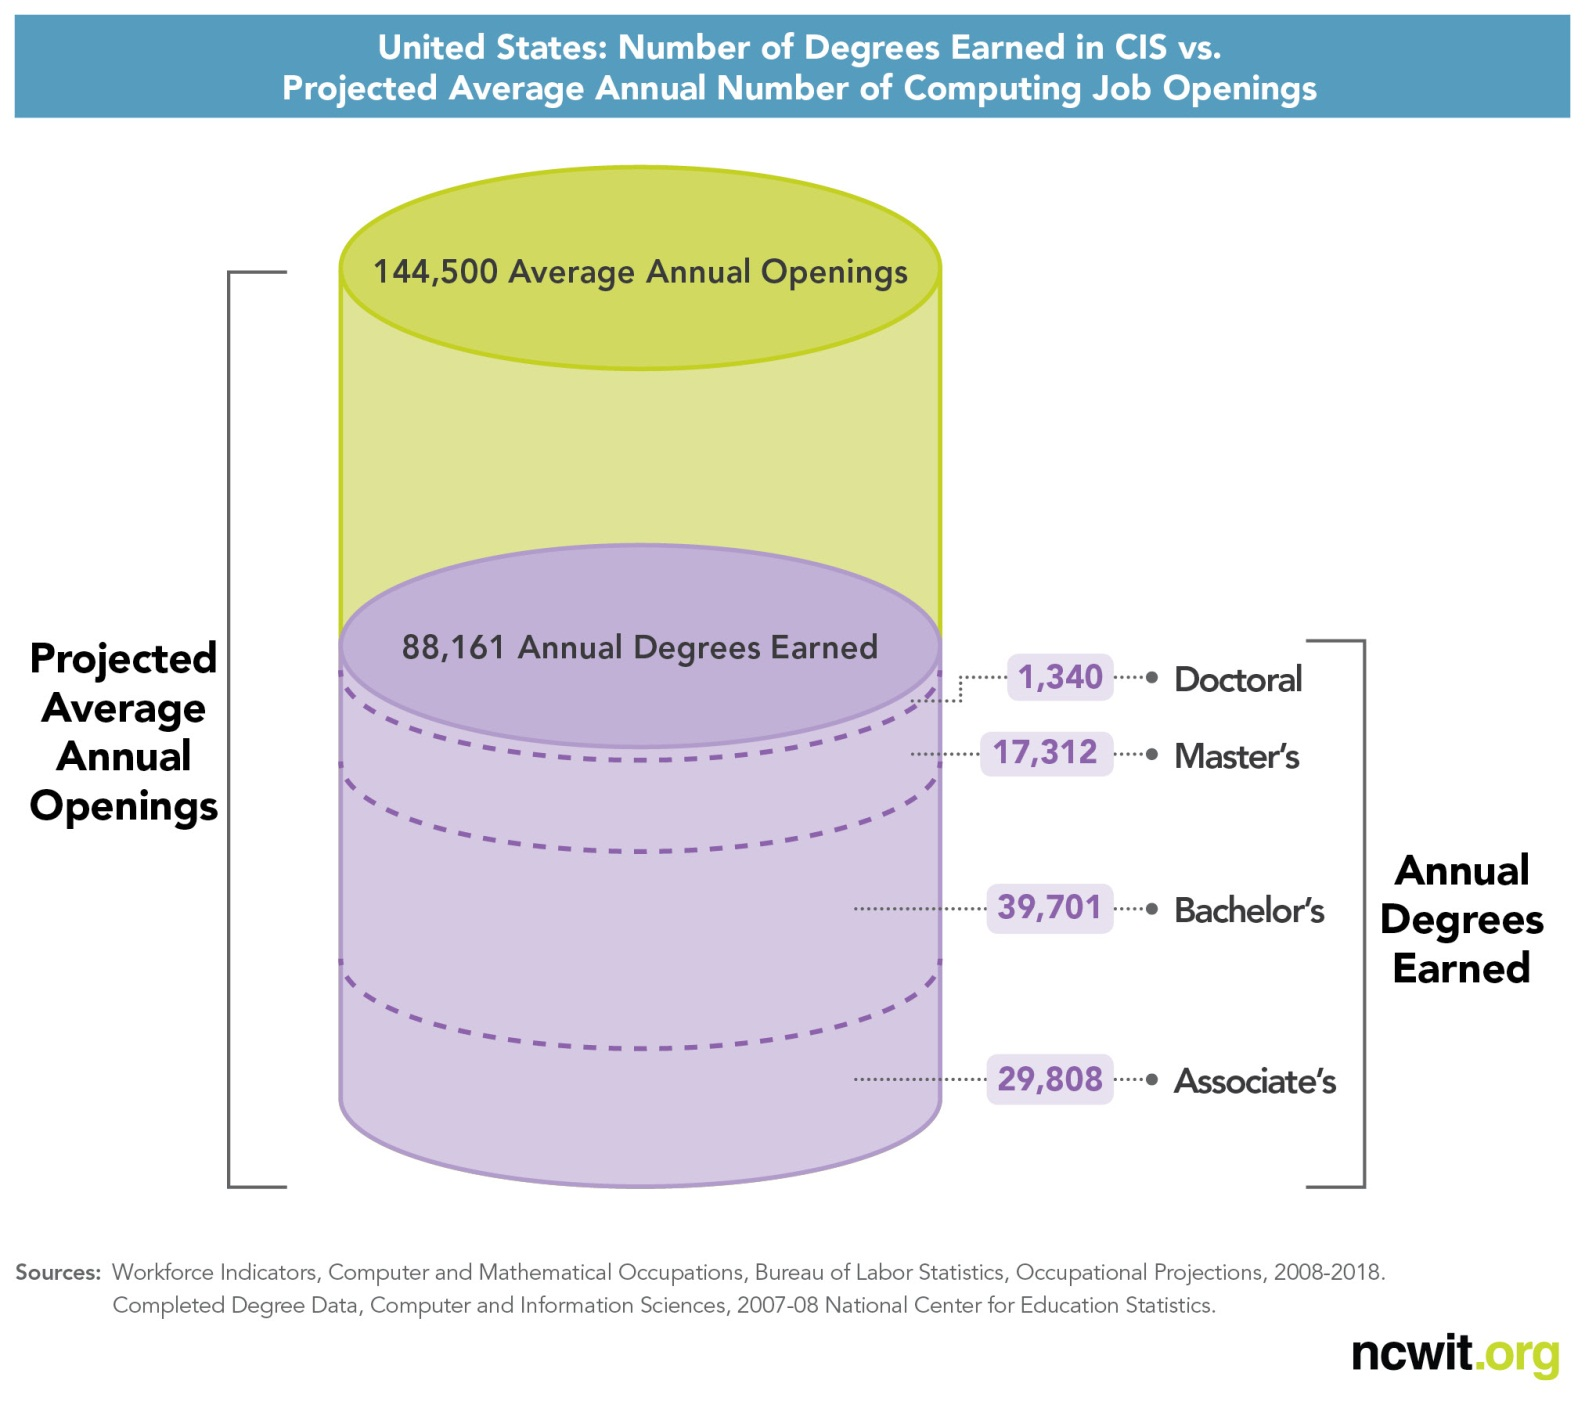 United States: Number of Degrees Earned in CIS vs.
Projected Average Annual Number of Computing Job Openings
144,500 Average Annual Openings
Projected
Average
Annual
Openings
88,161 Annual Degrees Earned
1,340 Doctoral
17,312 Master's
39,701 Bachelor's
29,808 Associate's
Annual
Degrees
Earned
Sources: Workforce Indicators, Computer and Mathematical Occupations, Bureau of Labor Statistics, Occupational Projections, 2008-2018.
Completed Degree Data, Computer and Information Sciences, 2007-08 National Center for Education Statistics.
ncwit.org